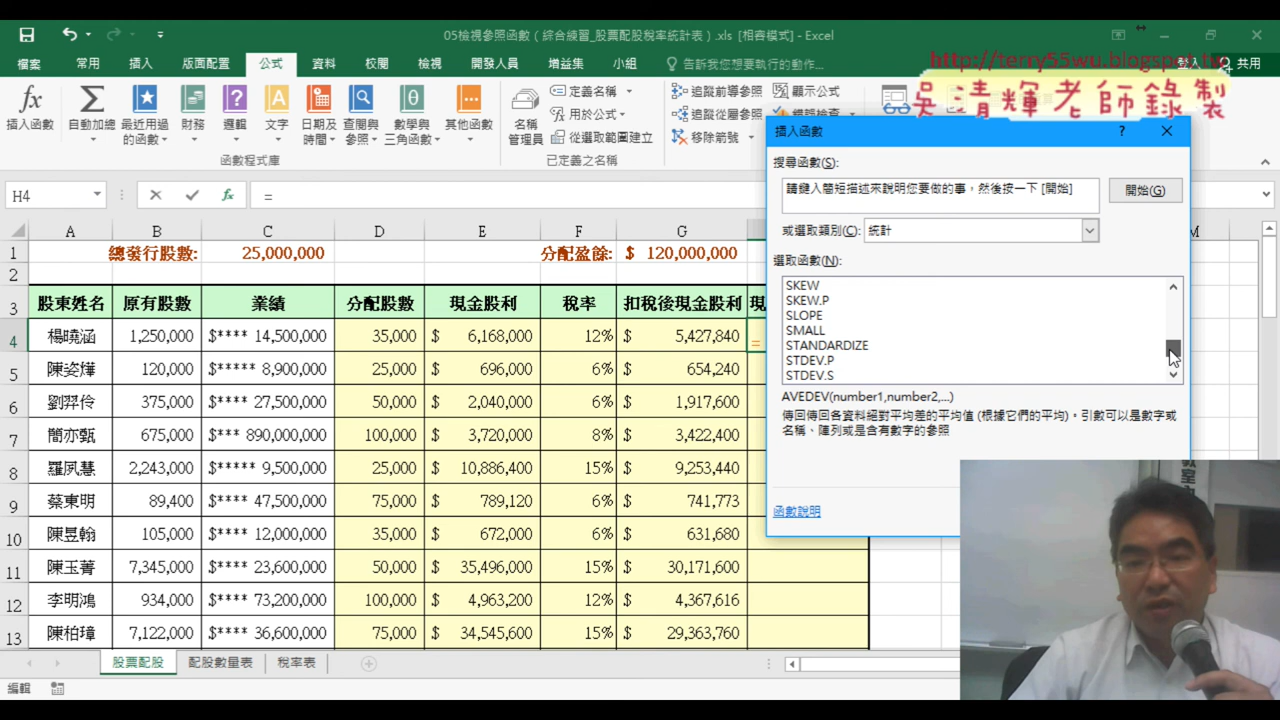 05檢視參照函數（綜合練習_股票配股稅率統計表）.xls [相容模式] - Excel
檔案 常用 插入 版面配置 公式 資料 校閱 檢視 開發人員 增益集 小組 告訴我您想要執行的動作... 登入 共用
http://terry55wu.blogspot.tw
吳清輝老師錄製
插入函數 自動加總 最近用過的函數 財務 邏輯 文字 日期及時間 查閱與參照 數學與三角函數 其他函數
函數程式庫
名稱管理員 定義名稱 用於公式 從選取範圍建立
已定義之名稱
追蹤前導參照 追蹤從屬參照 移除箭號 顯示公式
H4 fx =
A B C D E F G M
1 總發行股數: 25,000,000 分配盈餘: $ 120,000,000
2
3 股東姓名 原有股數 業績 分配股數 現金股利 稅率 扣稅後現金股利 現
4 楊曉涵 1,250,000 $**** 14,500,000 35,000 $ 6,168,000 12% $ 5,427,840 =
5 陳姿燁 120,000 $***** 8,900,000 25,000 $ 696,000 6% $ 654,240
6 劉羿伶 375,000 $**** 27,500,000 50,000 $ 2,040,000 6% $ 1,917,600
7 簡亦甄 675,000 $*** 890,000,000 100,000 $ 3,720,000 8% $ 3,422,400
8 羅夙慧 2,243,000 $***** 9,500,000 25,000 $ 10,886,400 15% $ 9,253,440
9 蔡東明 89,400 $**** 47,500,000 75,000 $ 789,120 6% $ 741,773
10 陳昱翰 105,000 $**** 12,000,000 35,000 $ 672,000 6% $ 631,680
11 陳玉菁 7,345,000 $**** 23,600,000 50,000 $ 35,496,000 15% $ 30,171,600
12 李明鴻 934,000 $**** 73,200,000 100,000 $ 4,963,200 12% $ 4,367,616
13 陳柏璋 7,122,000 $**** 36,600,000 75,000 $ 34,545,600 15% $ 29,363,760
插入函數 ?
搜尋函數(S):
請鍵入簡短描述來說明您要做的事，然後按一下 [開始]
開始(G)
或選取類別(C): 統計
選取函數(N):
SKEW
SKEW.P
SLOPE
SMALL
STANDARDIZE
STDEV.P
STDEV.S
AVEDEV(number1,number2,...)
傳回傳回各資料絕對平均差的平均值 (根據它們的平均)。引數可以是數字或
名稱、陣列或是含有數字的參照
函數說明
股票配股 配股數量表 稅率表
編輯